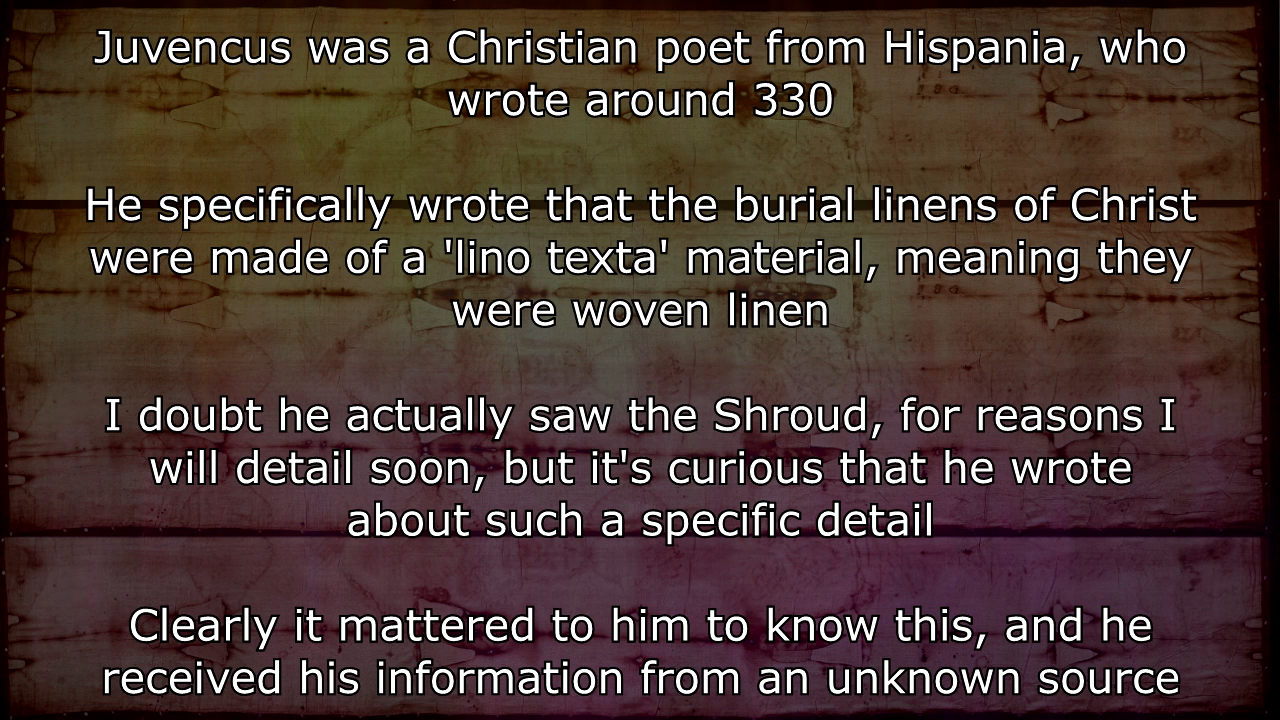 Juvencus was a Christian poet from Hispania, who
wrote around 330
He specifically wrote that the burial linens of Christ
were made of a 'lino texta' material, meaning they
were woven linen
I doubt he actually saw the Shroud, for reasons I
will detail soon, but it's curious that he wrote
about such a specific detail
Clearly it mattered to him to know this, and he
received his information from an unknown source